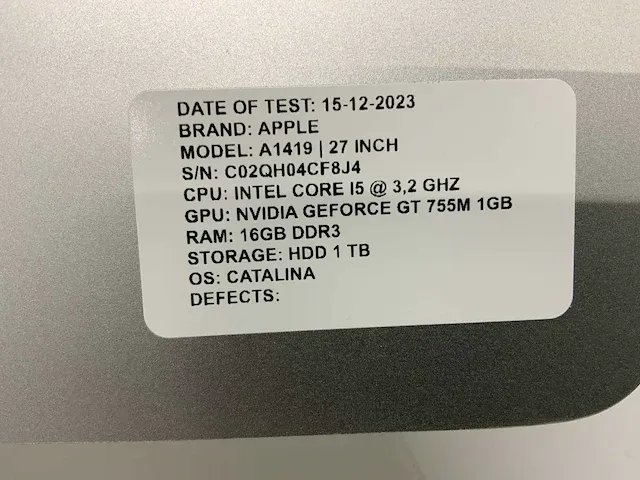 DATE OF TEST: 15-12-2023
BRAND: APPLE
MODEL: A1419 | 27 INCH
S/N: C02QH04CF8J4
CPU: INTEL CORE I5 @ 3,2 GHZ
GPU: NVIDIA GEFORCE GT 755M 1GB
RAM: 16GB DDR3
STORAGE: HDD 1 TB
OS: CATALINA
DEFECTS: